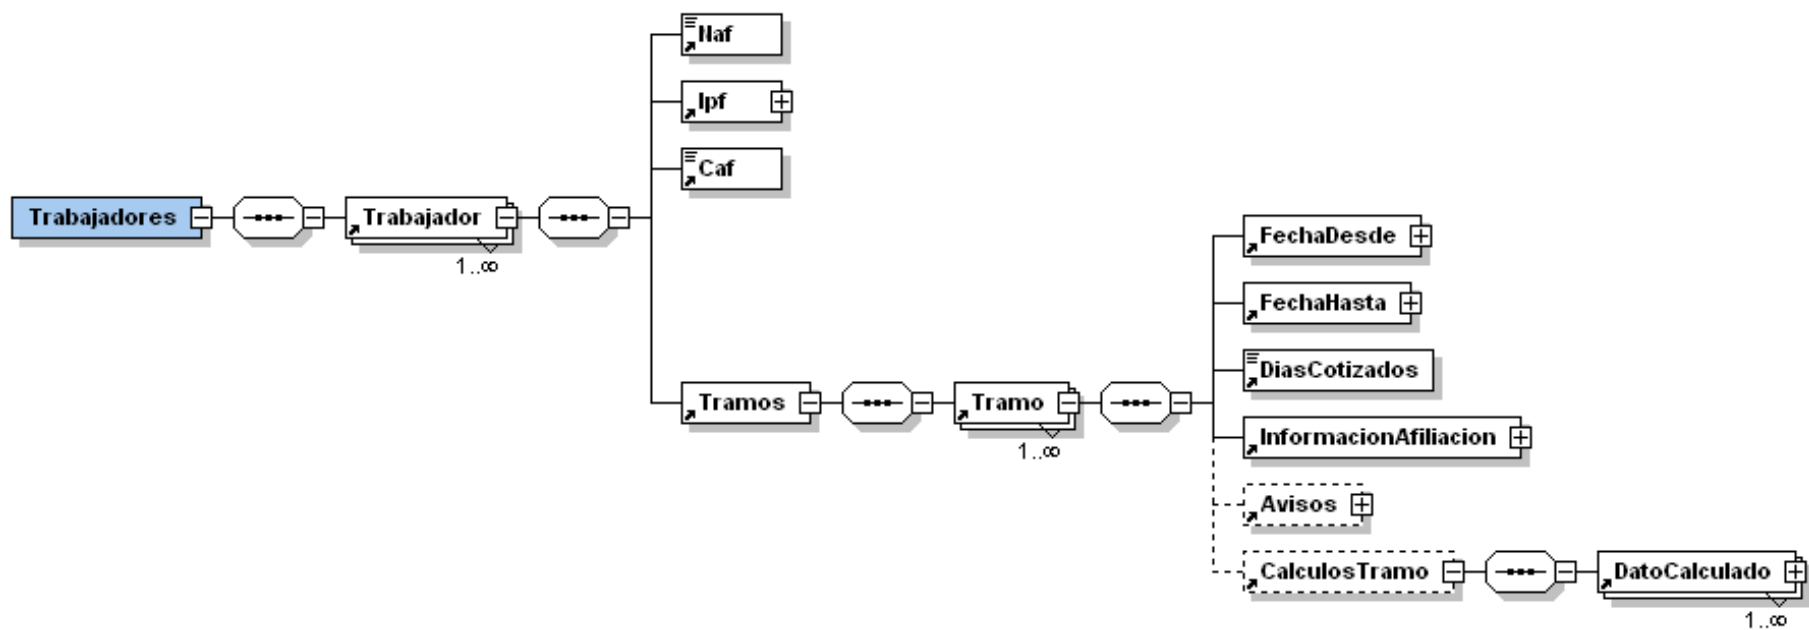 Naf
Ipf
Caf
Trabajadores
Trabajador
1..∞
FechaDesde
FechaHasta
DiasCotizados
Tramos
Tramo
1..∞
InformacionAfiliacion
Avisos
CalculosTramo
DatoCalculado
1..∞